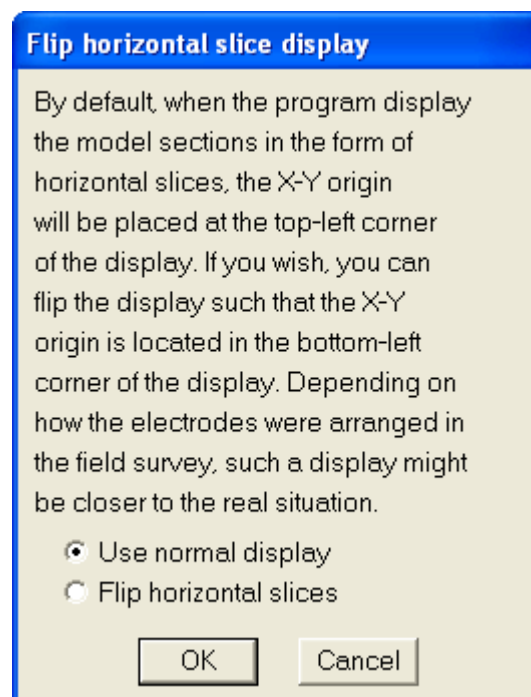 Flip horizontal slice display
By default, when the program display
the model sections in the form of
horizontal slices, the X-Y origin
will be placed at the top-left corner
of the display. If you wish, you can
flip the display such that the X-Y
origin is located in the bottom-left
corner of the display. Depending on
how the electrodes were arranged in
the field survey, such a display might
be closer to the real situation.
Use normal display
Flip horizontal slices
OK Cancel